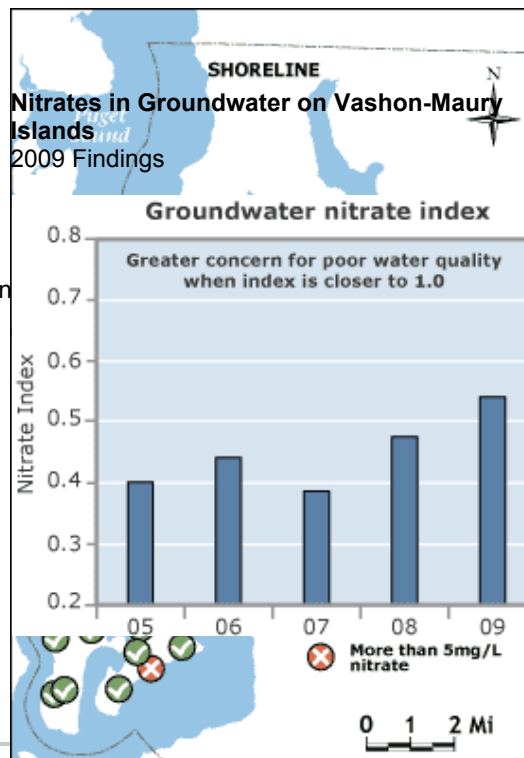 SHORELINE
N
Nitrates in Groundwater on Vashon-Maury
Islands
Puget
Sound
2009 Findings
Groundwater nitrate index
0.8
Greater concern for poor water quality
when index is closer to 1.0
n
0.7
0.6
0.5
0.4
0.3
0.2
Nitrate Index
05 06 07 08 09
More than 5mg/L
nitrate
0 1 2 Mi